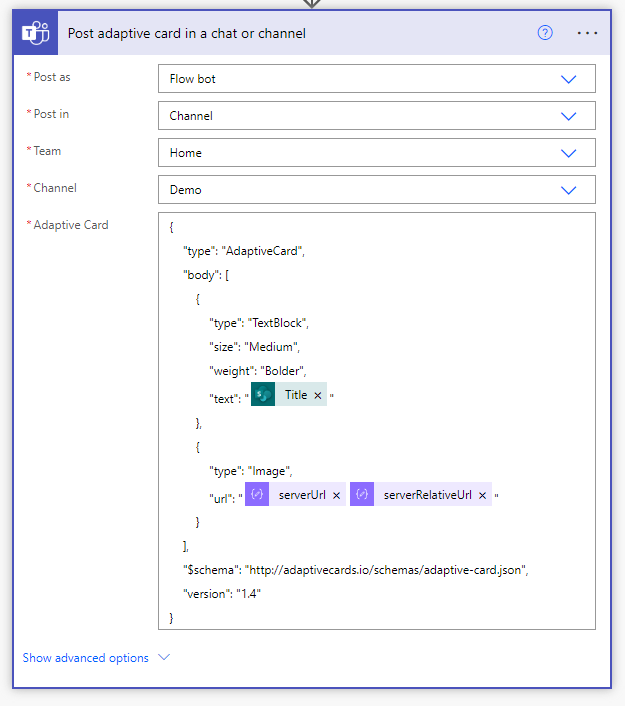 Post adaptive card in a chat or channel
* Post as Flow bot
* Post in Channel
* Team Home
* Channel Demo
* Adaptive Card {
"type": "AdaptiveCard",
"body": [
{
"type": "TextBlock",
"size": "Medium",
"weight": "Bolder",
"text": " Title × "
},
{
"type": "Image",
"url": " serverUrl × serverRelativeUrl × "
}
],
"$schema": "http://adaptivecards.io/schemas/adaptive-card.json",
"version": "1.4"
}
Show advanced options